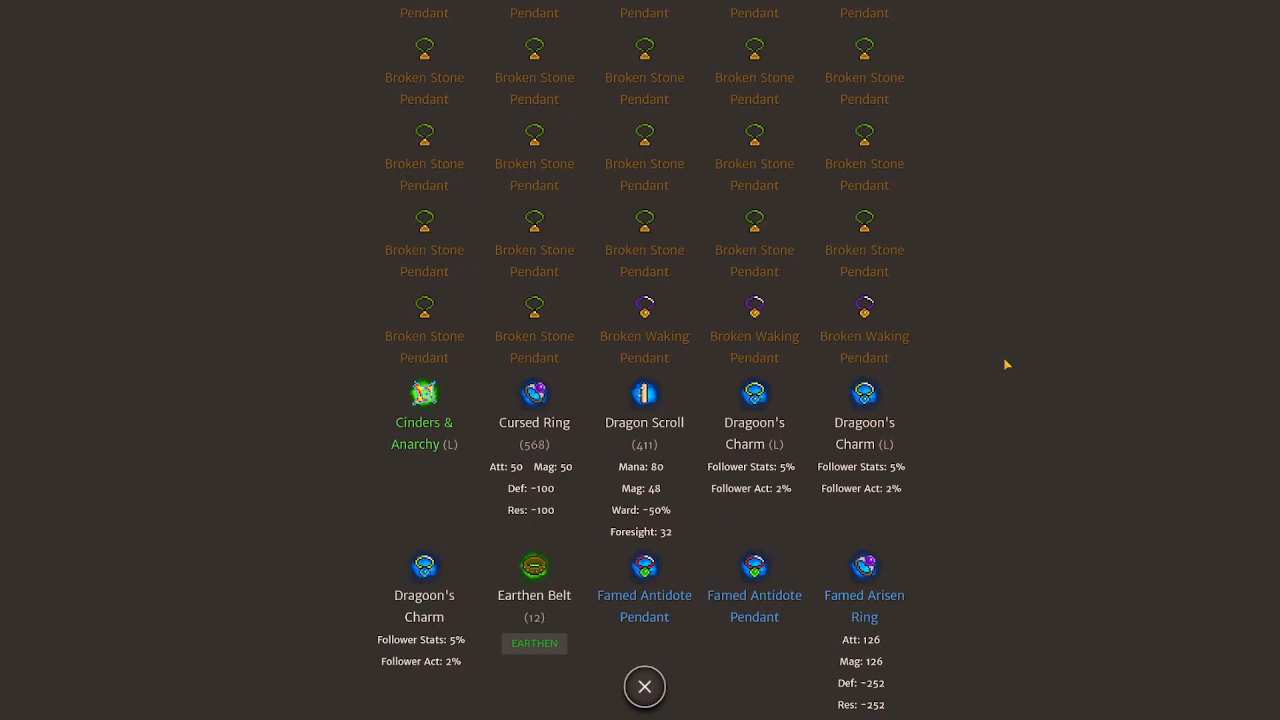 Pendant Pendant Pendant Pendant Pendant
Broken Stone Broken Stone Broken Stone Broken Stone Broken Stone
Pendant Pendant Pendant Pendant Pendant
Broken Stone Broken Stone Broken Stone Broken Stone Broken Stone
Pendant Pendant Pendant Pendant Pendant
Broken Stone Broken Stone Broken Stone Broken Stone Broken Stone
Pendant Pendant Pendant Pendant Pendant
Broken Stone Broken Stone Broken Waking Broken Waking Broken Waking
Pendant Pendant Pendant Pendant Pendant
Cinders & Cursed Ring Dragon Scroll Dragoon's Dragoon's
Anarchy (L) (568) (411) Charm (L) Charm (L)
Att: 50 Mag: 50 Mana: 80 Follower Stats: 5% Follower Stats: 5%
Def: -100 Mag: 48 Follower Act: 2% Follower Act: 2%
Res: -100 Ward: -50%
Foresight: 32
Dragoon's Earthen Belt Famed Antidote Famed Antidote Famed Arisen
Charm (12) Pendant Pendant Ring
Follower Stats: 5% EARTHEN Att: 126
Follower Act: 2% Mag: 126
Def: -252
Res: -252